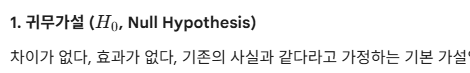 1. 귀무가설 (H₀, Null Hypothesis)
차이가 없다, 효과가 없다, 기존의 사실과 같다라고 가정하는 기본 가설